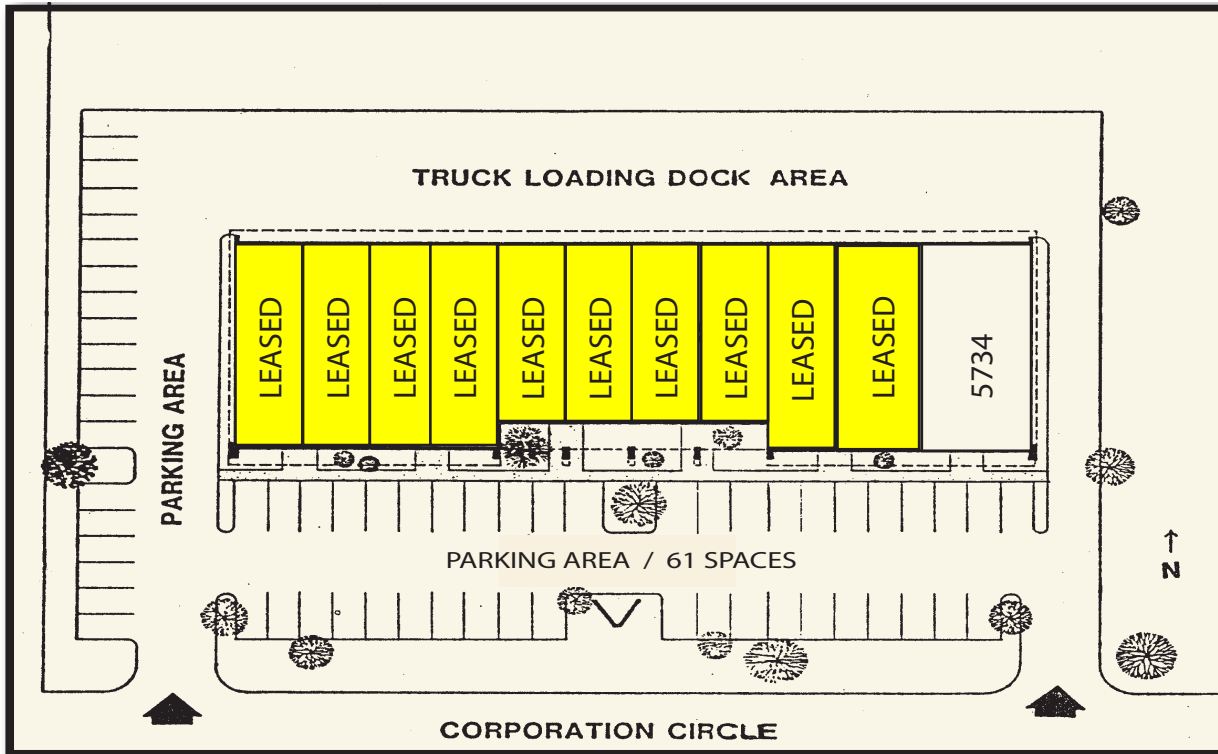 TRUCK LOADING DOCK AREA
LEASED
LEASED
LEASED
LEASED
LEASED
LEASED
LEASED
LEASED
LEASED
LEASED
5734
PARKING AREA
PARKING AREA / 61 SPACES
↑
N
CORPORATION CIRCLE